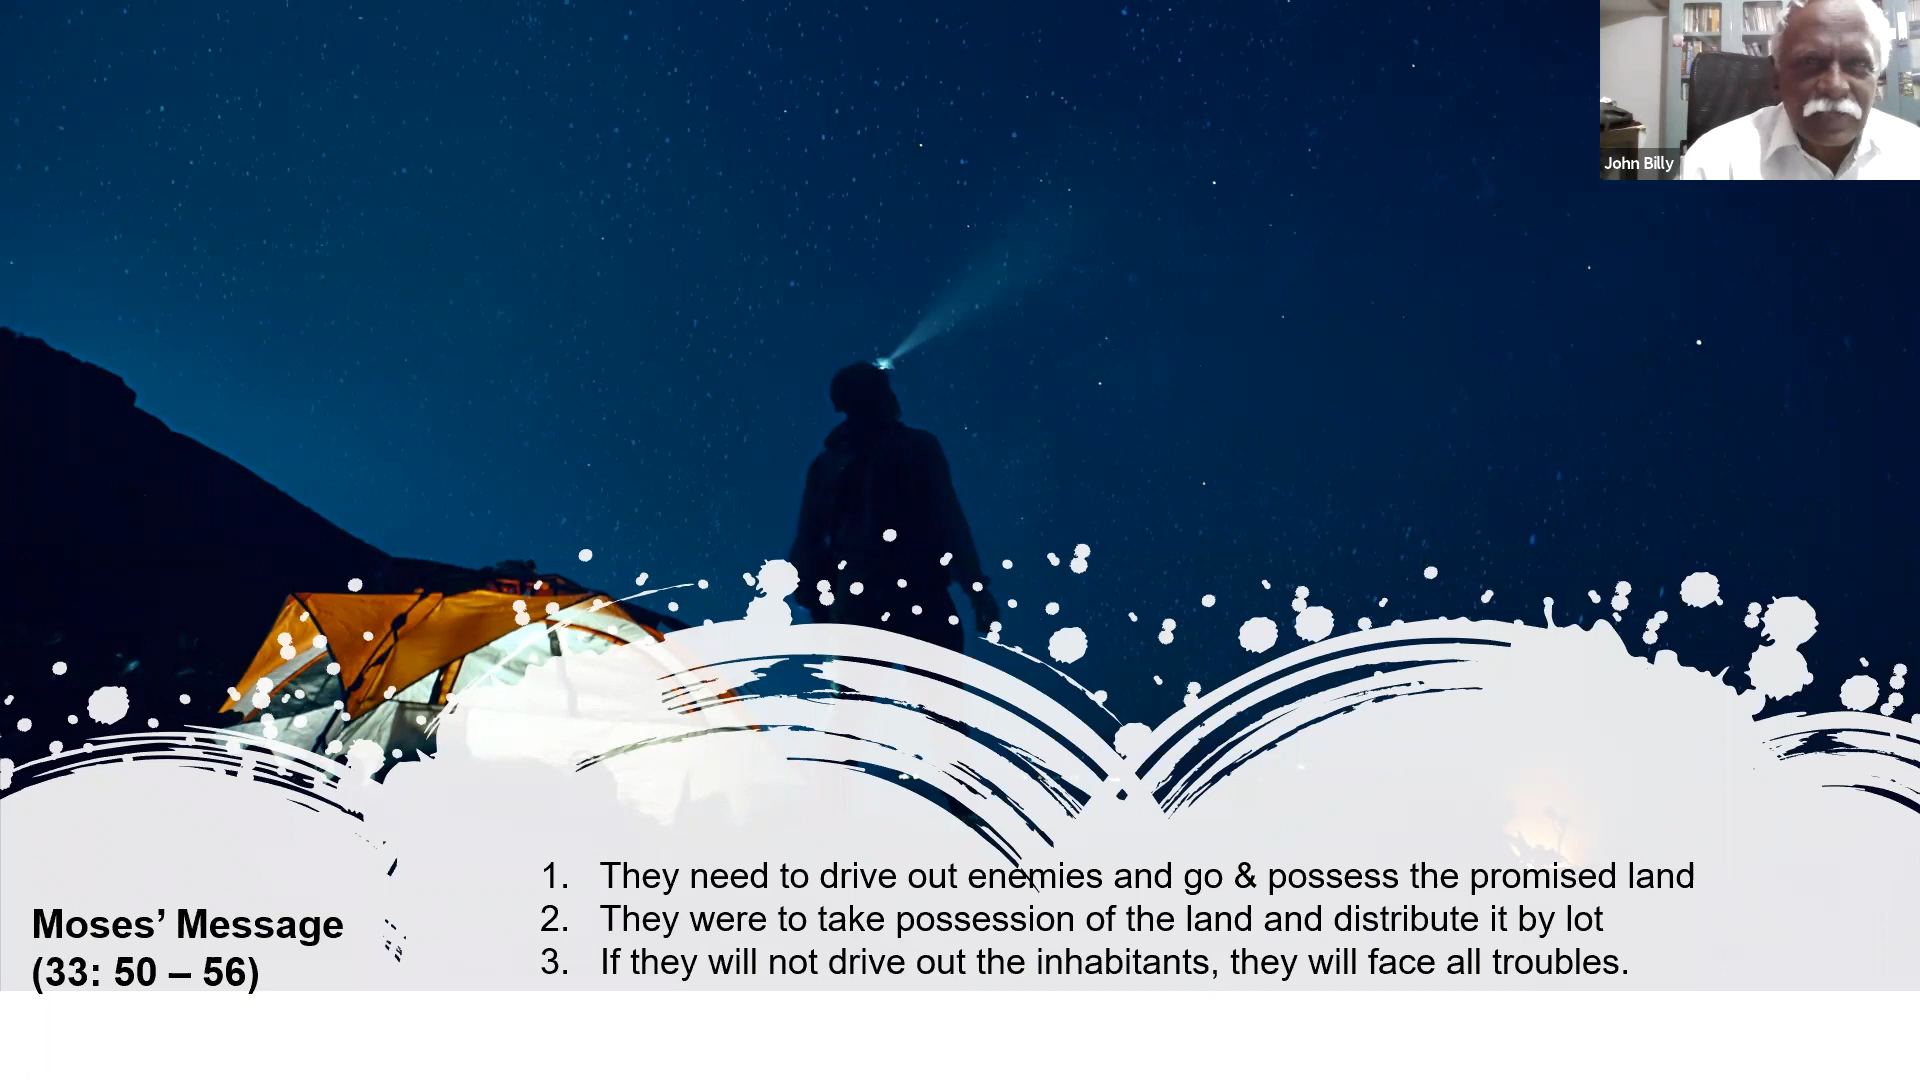 John Billy
Moses’ Message
(33: 50 – 56)
1. They need to drive out enemies and go & possess the promised land
2. They were to take possession of the land and distribute it by lot
3. If they will not drive out the inhabitants, they will face all troubles.